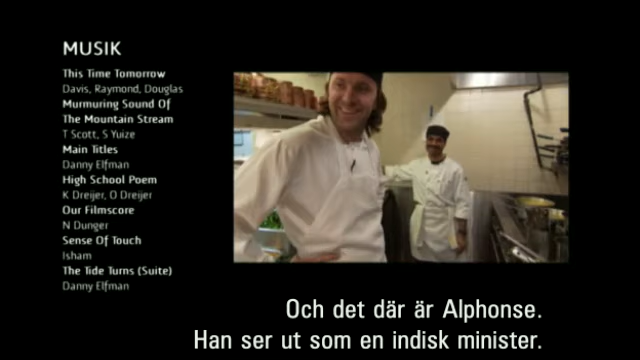 MUSIK
This Time Tomorrow
Davis, Raymond, Douglas
Murmuring Sound Of
The Mountain Stream
T Scott, S Yuize
Main Titles
Danny Elfman
High School Poem
K Dreijer, O Dreijer
Our Filmscore
N Dunger
Sense Of Touch
Isham
The Tide Turns (Suite)
Danny Elfman
Och det där är Alphonse.
Han ser ut som en indisk minister.